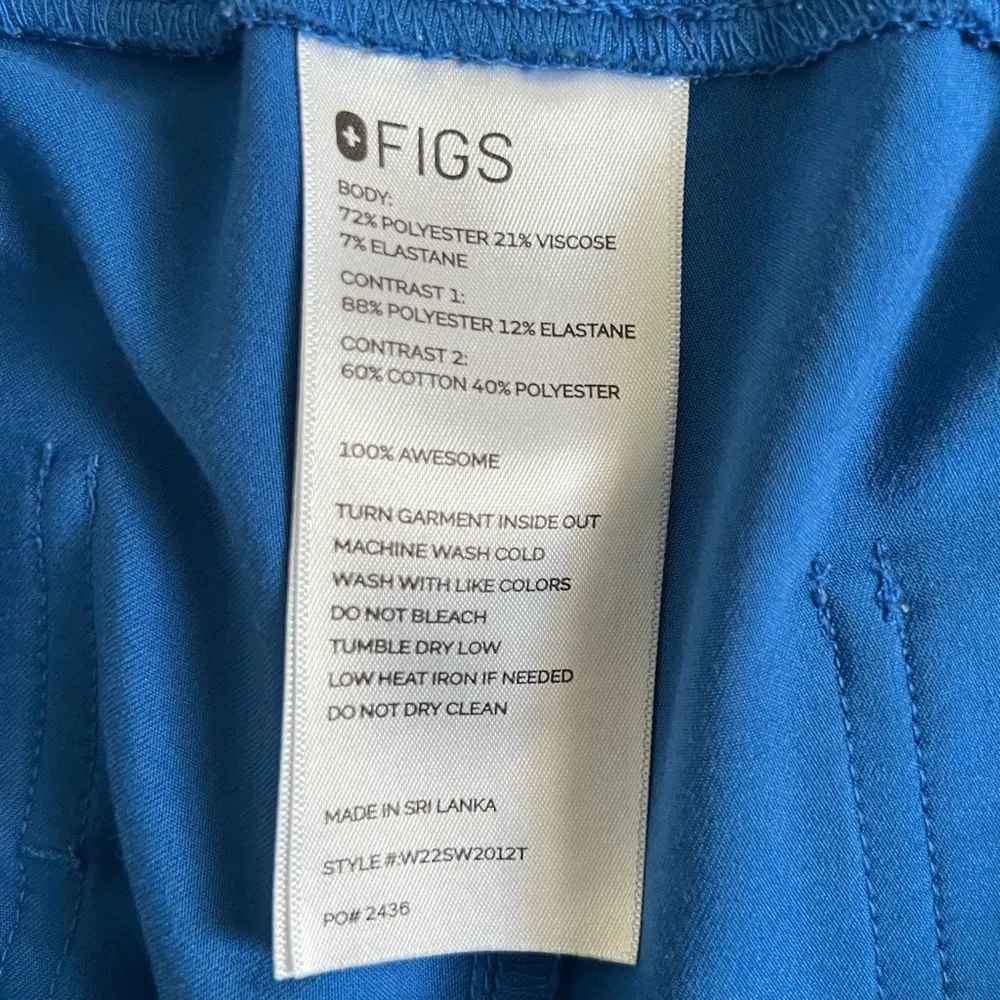 FIGS
BODY:
72% POLYESTER 21% VISCOSE
7% ELASTANE
CONTRAST 1:
88% POLYESTER 12% ELASTANE
CONTRAST 2:
60% COTTON 40% POLYESTER
100% AWESOME
TURN GARMENT INSIDE OUT
MACHINE WASH COLD
WASH WITH LIKE COLORS
DO NOT BLEACH
TUMBLE DRY LOW
LOW HEAT IRON IF NEEDED
DO NOT DRY CLEAN
MADE IN SRI LANKA
STYLE #:W22SW2012T
PO# 2436